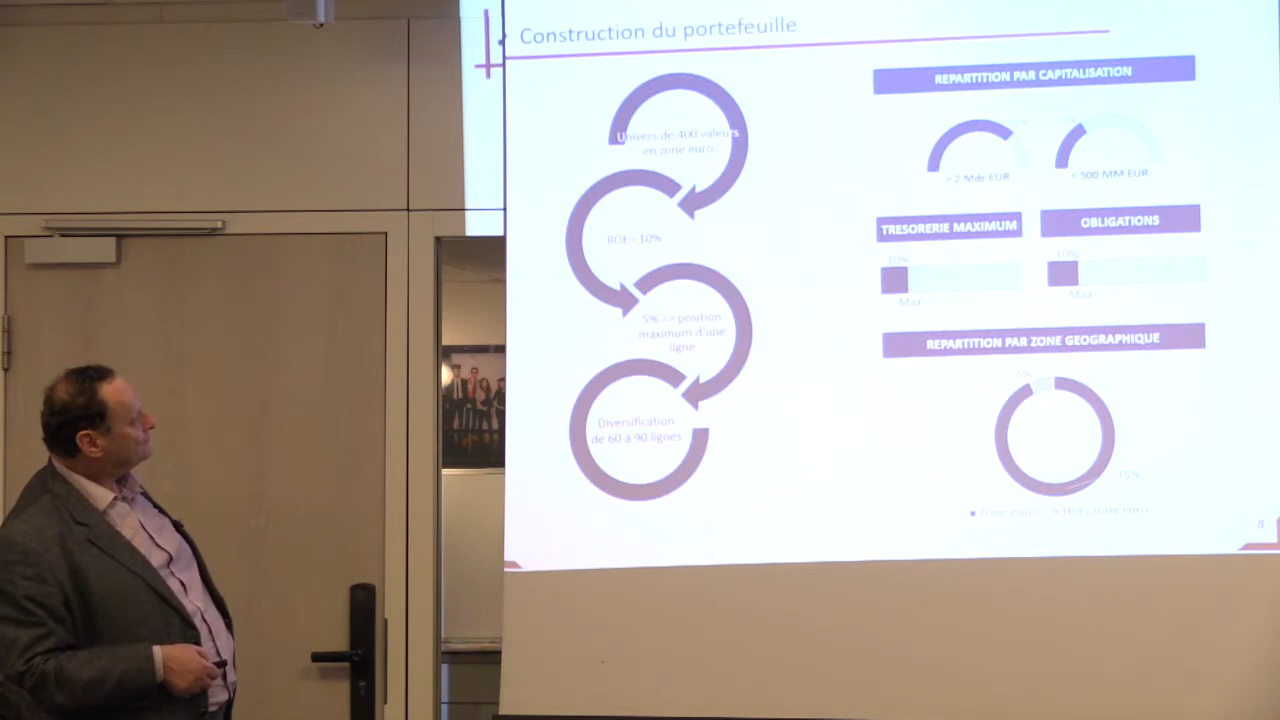 Construction du portefeuille
Univers de 400 valeurs
en zone euro
ROE > 10%
5% => position
maximum d'une
ligne
Diversification
de 60 à 90 lignes
REPARTITION PAR CAPITALISATION
> 2 Mds EUR
< 500 MM EUR
TRESORERIE MAXIMUM
OBLIGATIONS
10%
Max
10%
Max
REPARTITION PAR ZONE GEOGRAPHIQUE
5%
Zone euro
Hors zone euro
8